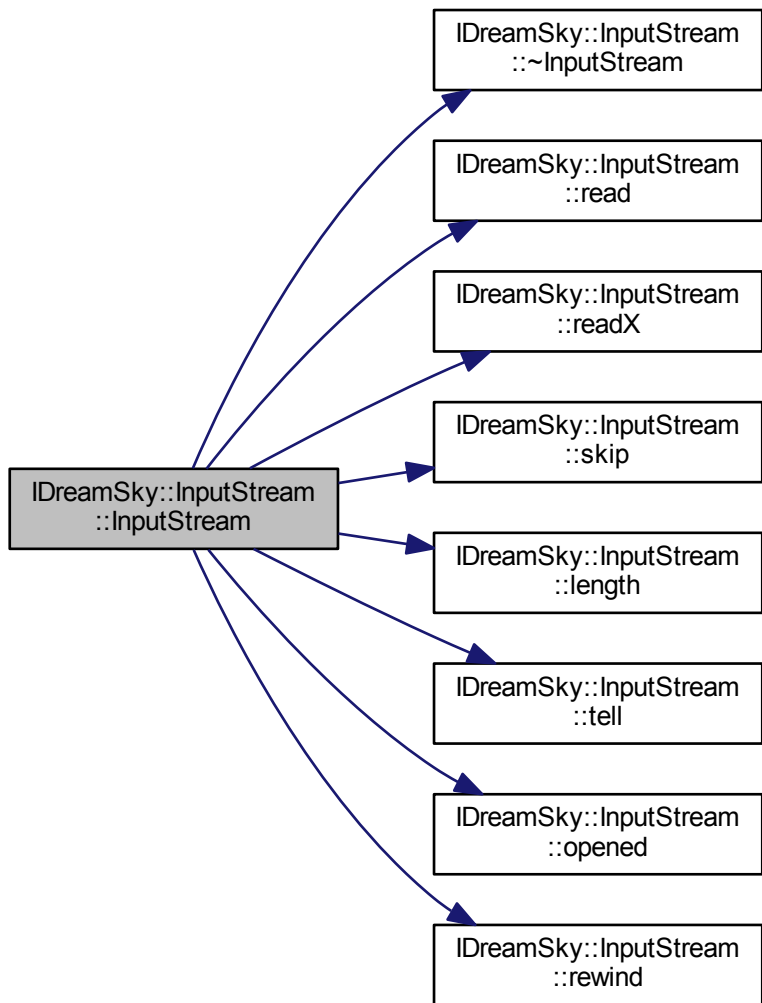 IDreamSky::InputStream
::~InputStream
IDreamSky::InputStream
::read
IDreamSky::InputStream
::readX
IDreamSky::InputStream
::skip
IDreamSky::InputStream
::InputStream
IDreamSky::InputStream
::length
IDreamSky::InputStream
::tell
IDreamSky::InputStream
::opened
IDreamSky::InputStream
::rewind